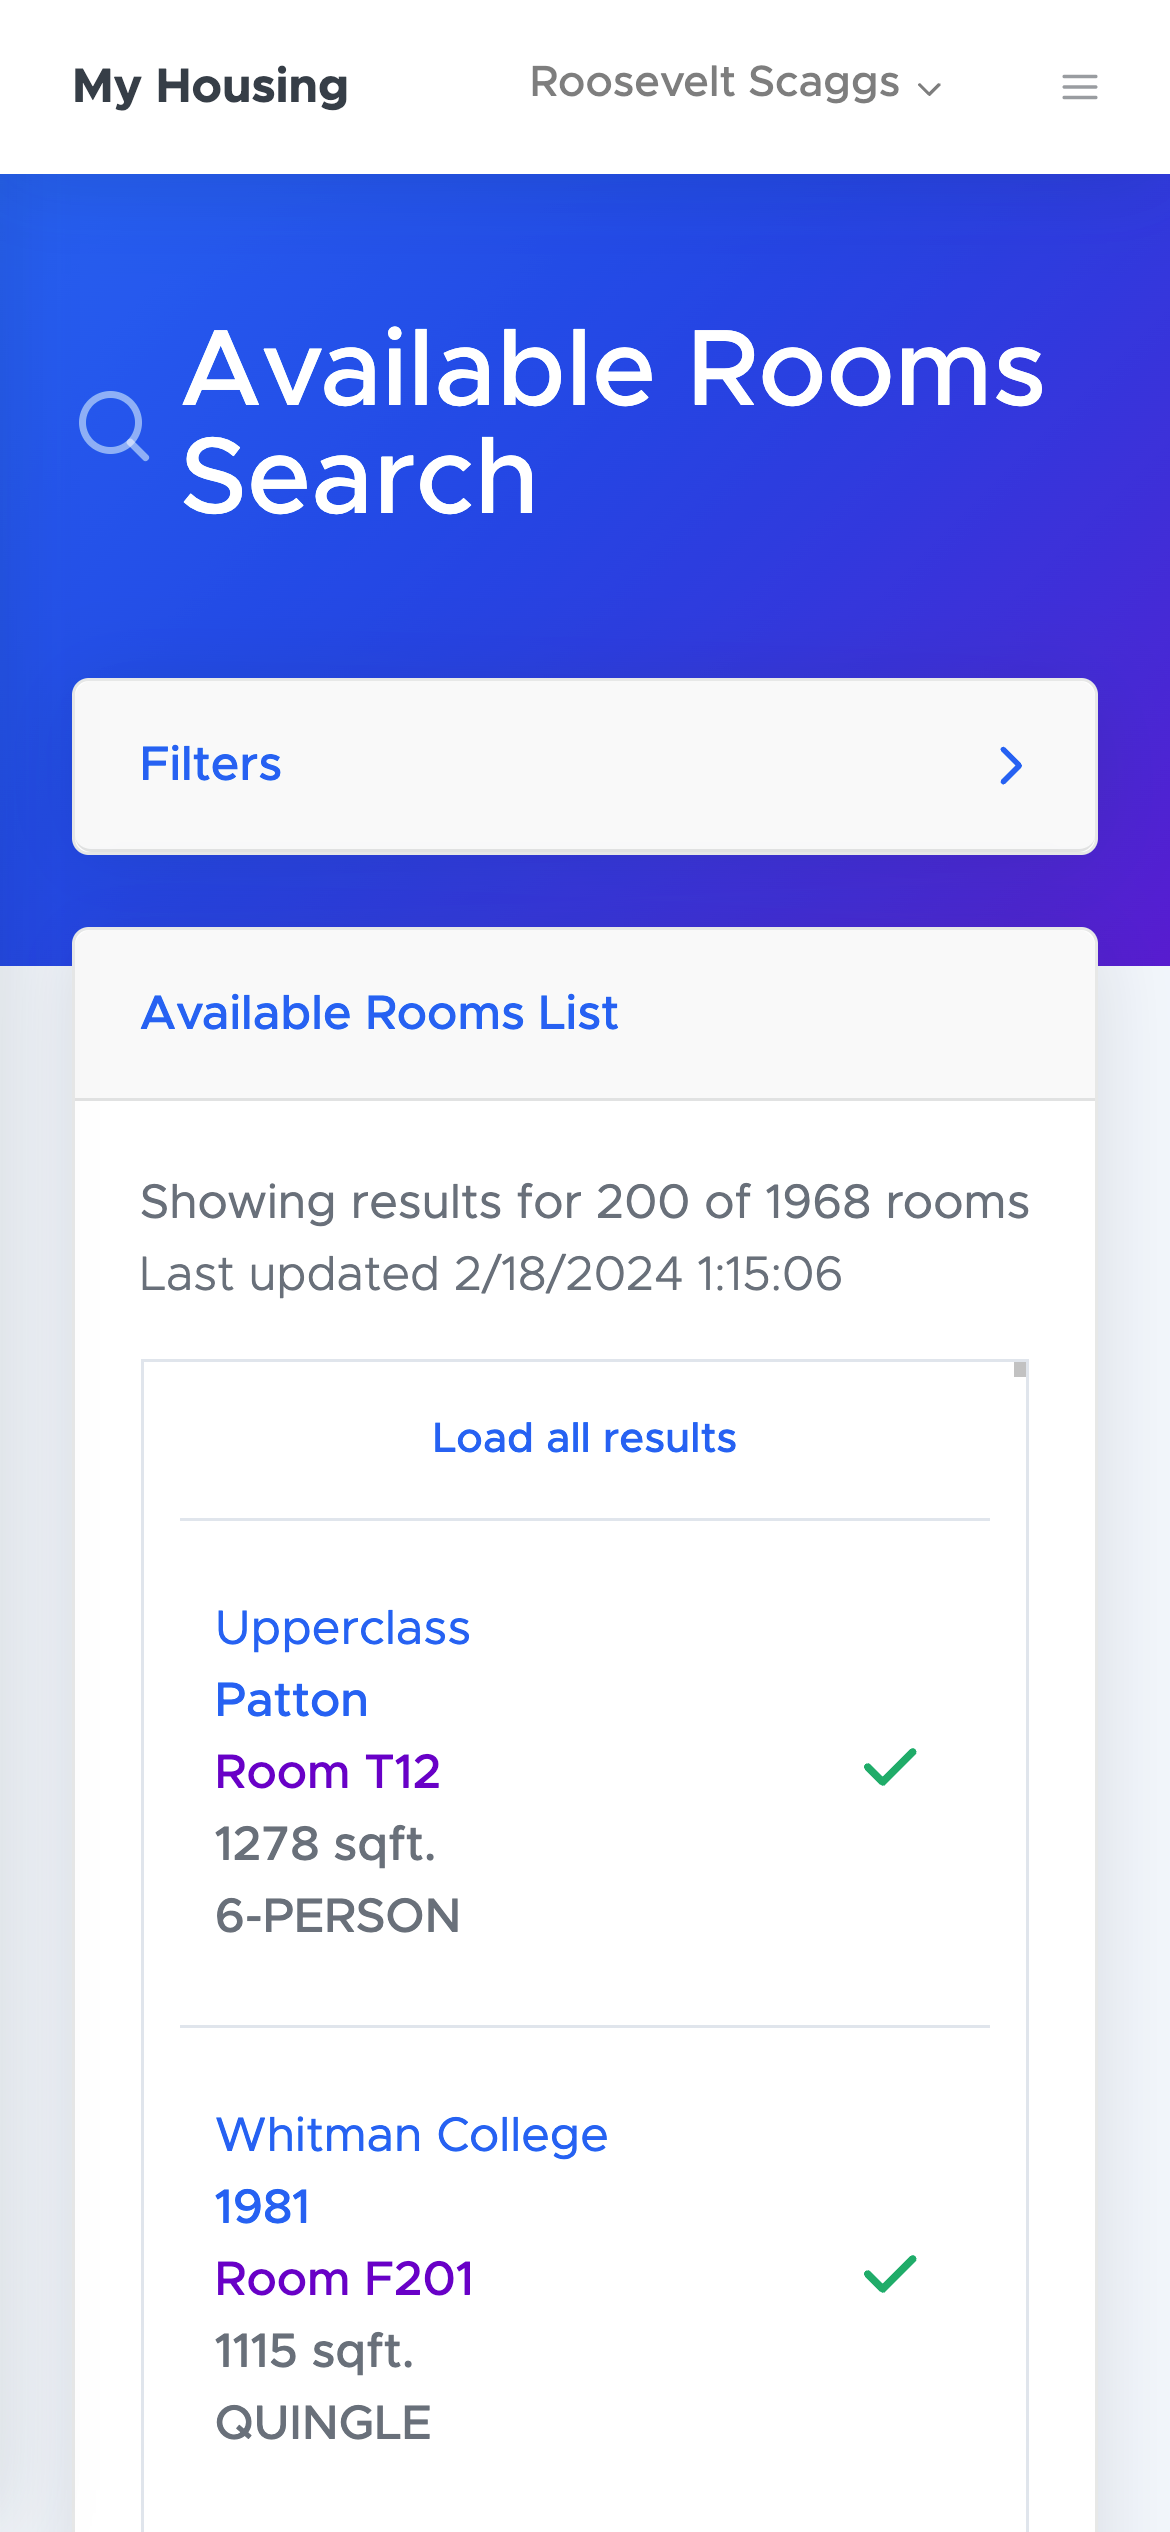 My Housing
Roosevelt Scaggs
Available Rooms
Search
Filters
Available Rooms List
Showing results for 200 of 1968 rooms
Last updated 2/18/2024 1:15:06
Load all results
Upperclass
Patton
Room T12
1278 sqft.
6-PERSON
Whitman College
1981
Room F201
1115 sqft.
QUINGLE